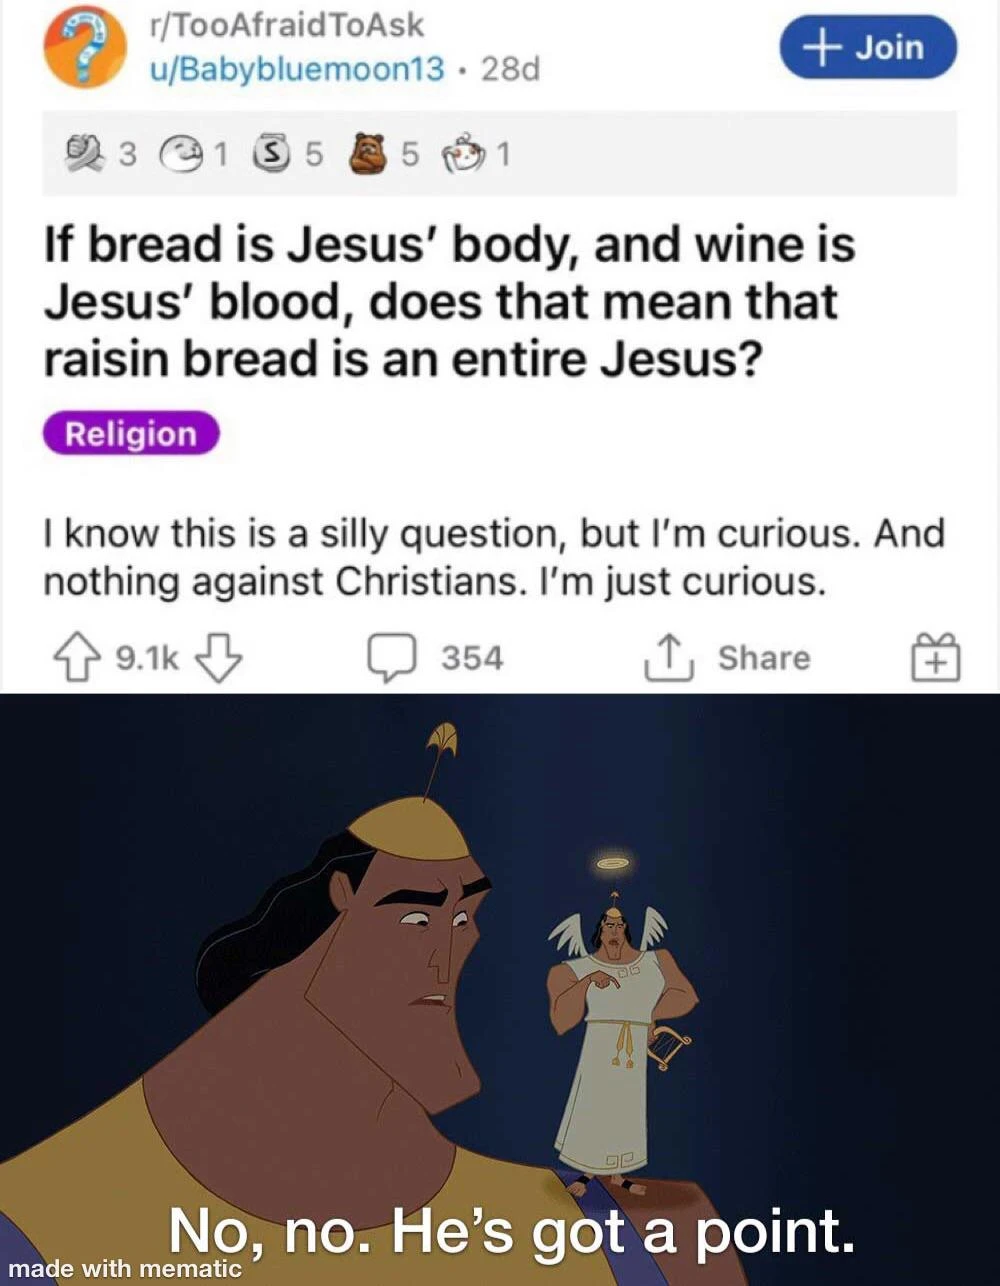 r/TooAfraidToAsk
u/Babybluemoon13 • 28d
+ Join
3 1 S 5 5 1
If bread is Jesus' body, and wine is
Jesus' blood, does that mean that
raisin bread is an entire Jesus?
Religion
I know this is a silly question, but I'm curious. And
nothing against Christians. I'm just curious.
9.1k 354 Share
No, no. He's got a point.
made with mematic